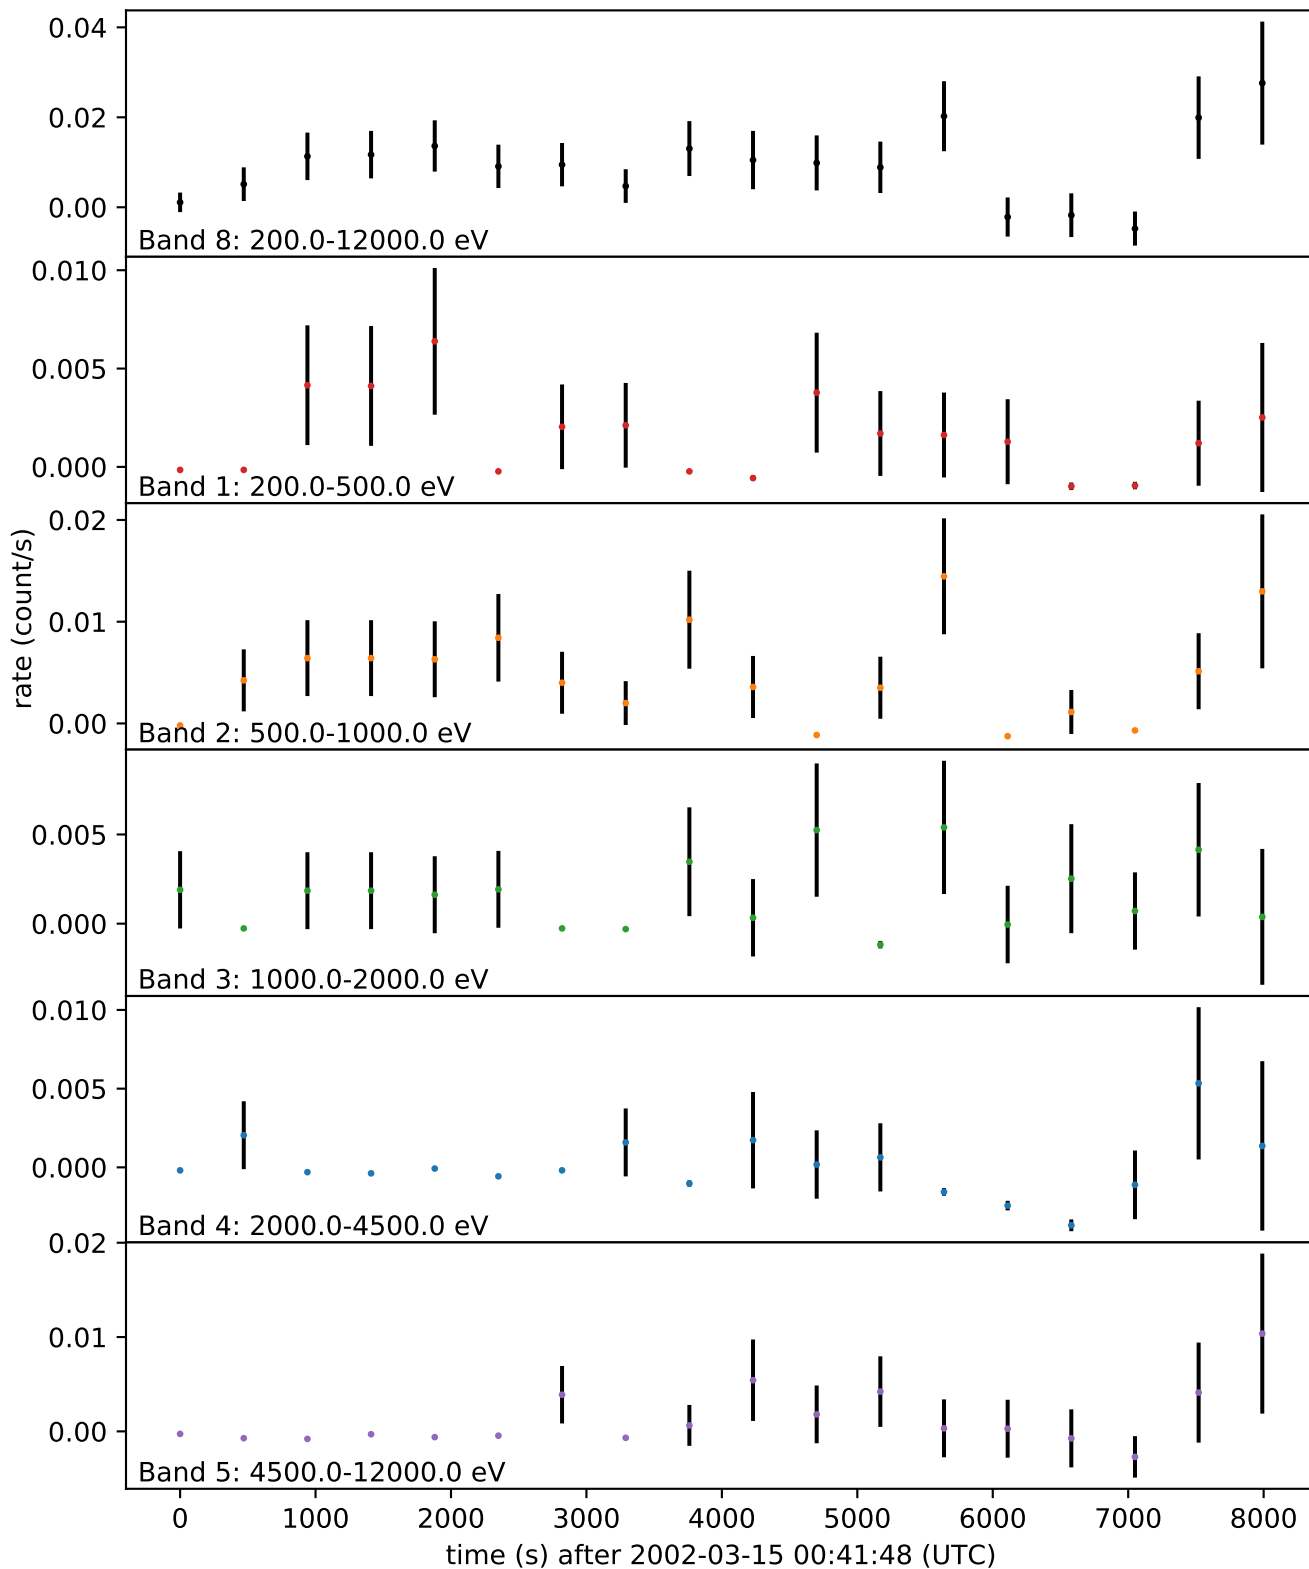 0.04
0.02
0.00
Band 8: 200.0-12000.0 eV
0.010
0.005
0.000
Band 1: 200.0-500.0 eV
rate (count/s)
0.02
0.01
0.00
Band 2: 500.0-1000.0 eV
0.005
0.000
Band 3: 1000.0-2000.0 eV
0.010
0.005
0.000
Band 4: 2000.0-4500.0 eV
0.02
0.01
0.00
Band 5: 4500.0-12000.0 eV
0 1000 2000 3000 4000 5000 6000 7000 8000
time (s) after 2002-03-15 00:41:48 (UTC)